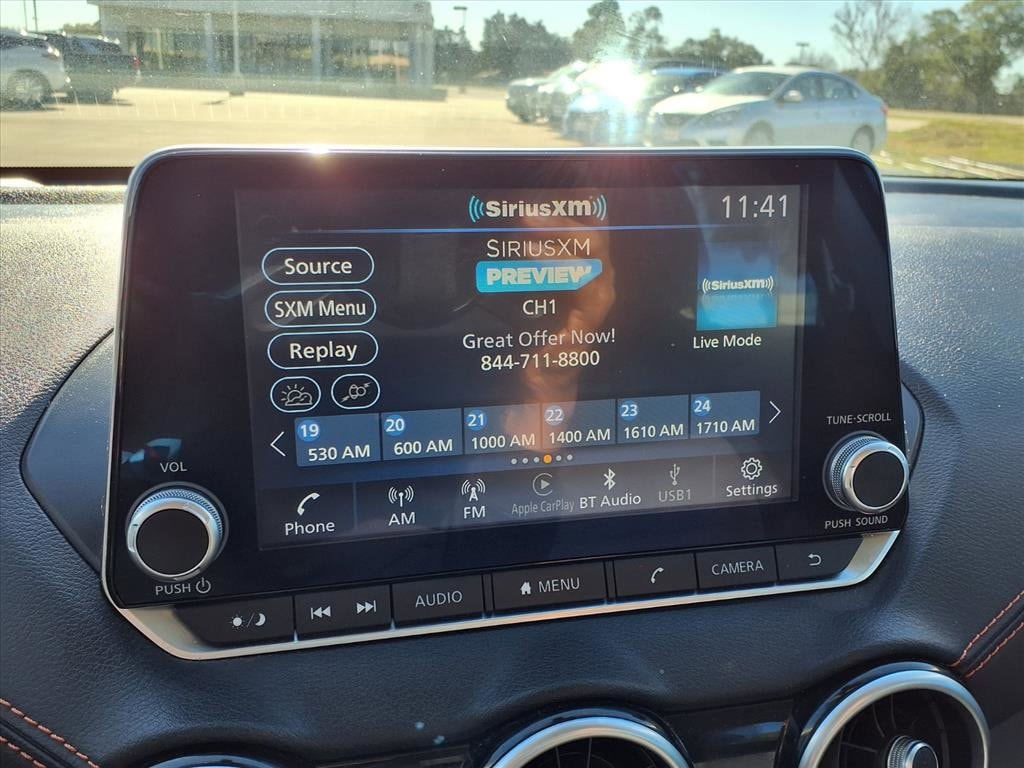 SiriusXM
11:41
Source
SXM Menu
Replay
SIRIUSXM
PREVIEW
CH1
Great Offer Now!
844-711-8800
SiriusXM
Live Mode
19 20 21 22 23 24
530 AM 600 AM 1000 AM 1400 AM 1610 AM 1710 AM
Phone AM FM Apple CarPlay BT Audio USB1 Settings
VOL
PUSH
TUNE·SCROLL
PUSH SOUND
AUDIO MENU CAMERA